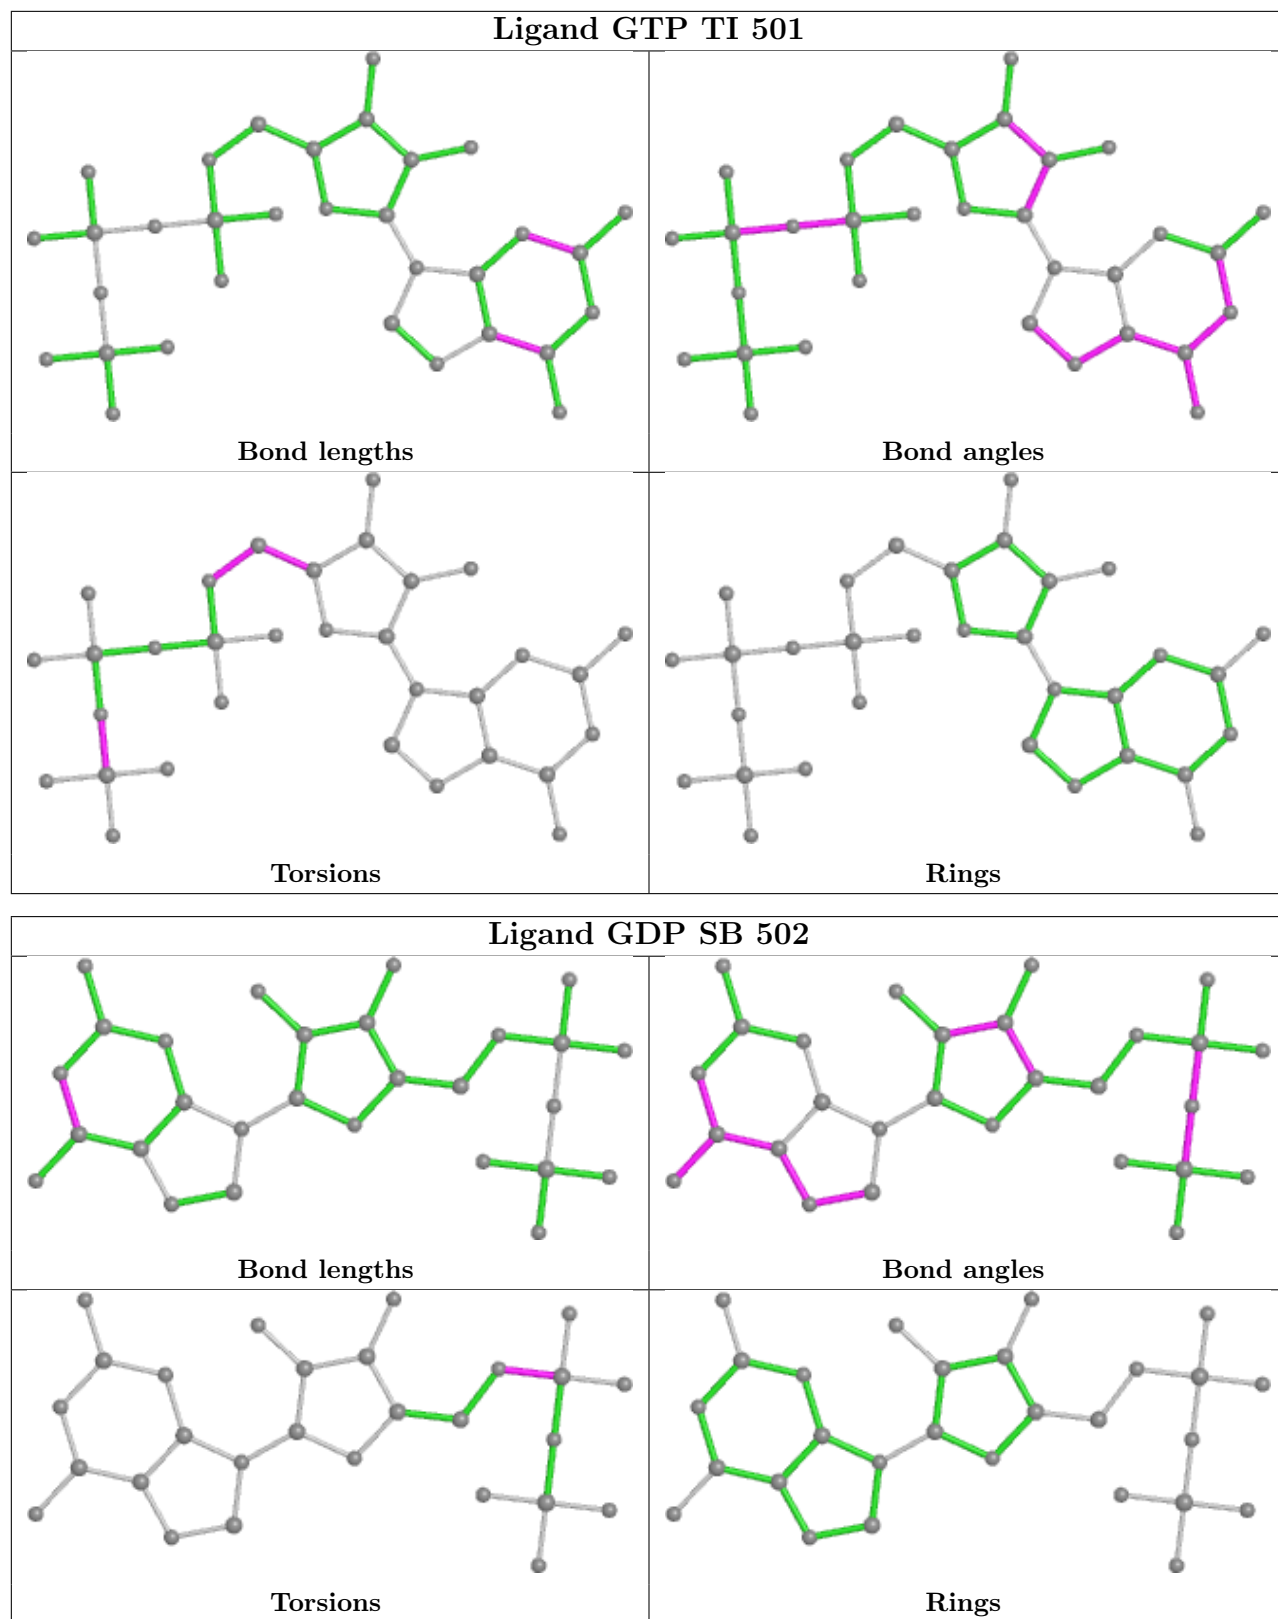 Ligand GTP TI 501
Bond lengths
Bond angles
Torsions
Rings
Ligand GDP SB 502
Bond lengths
Bond angles
Torsions
Rings